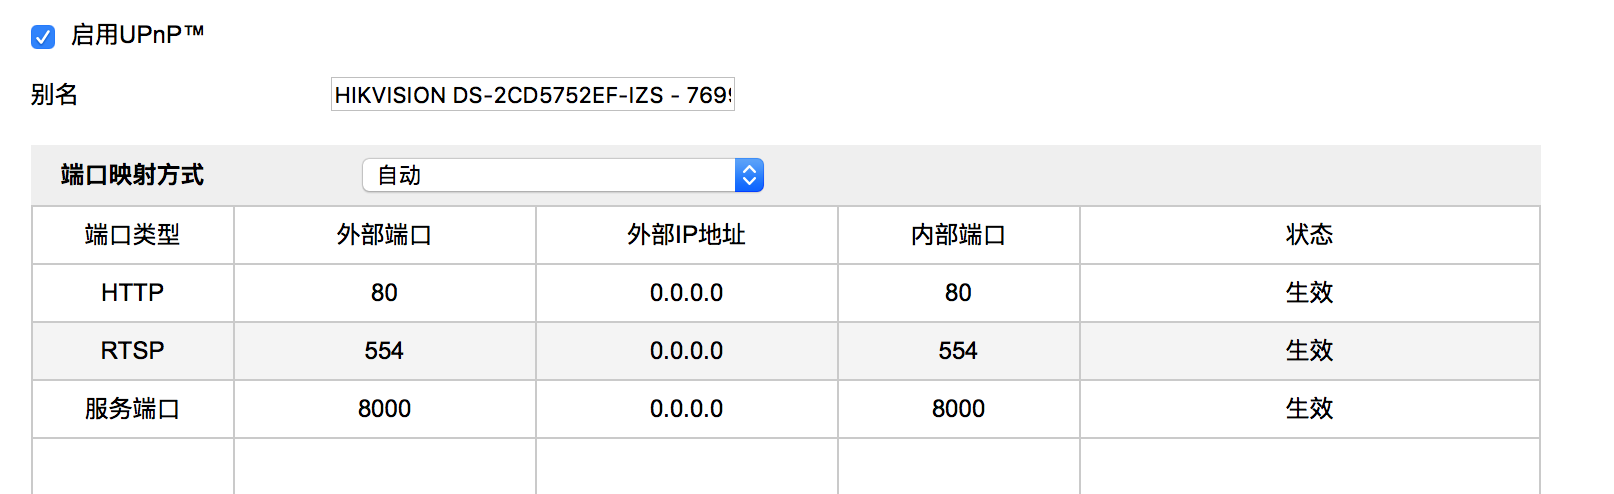 启用UPnP™
别名 HIKVISION DS-2CD5752EF-IZS - 769
端口映射方式 自动
端口类型 外部端口 外部IP地址 内部端口 状态
HTTP 80 0.0.0.0 80 生效
RTSP 554 0.0.0.0 554 生效
服务端口 8000 0.0.0.0 8000 生效